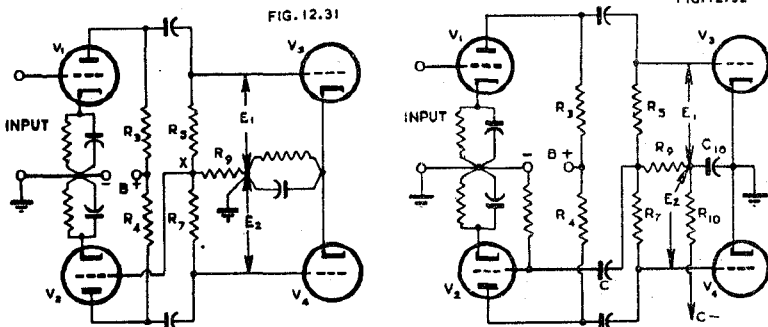 FIG. 12.31
V₁
V₃
INPUT
R₃
R₅
E₁
X
R₉
B +
-
R₄
R₇
E₂
V₂
V₄
V₁
V₃
INPUT
R₃
R₅
E₁
C₁₀
R₉
B +
-
E₂
R₄
R₇
R₁₀
V₂
C
V₄
C-